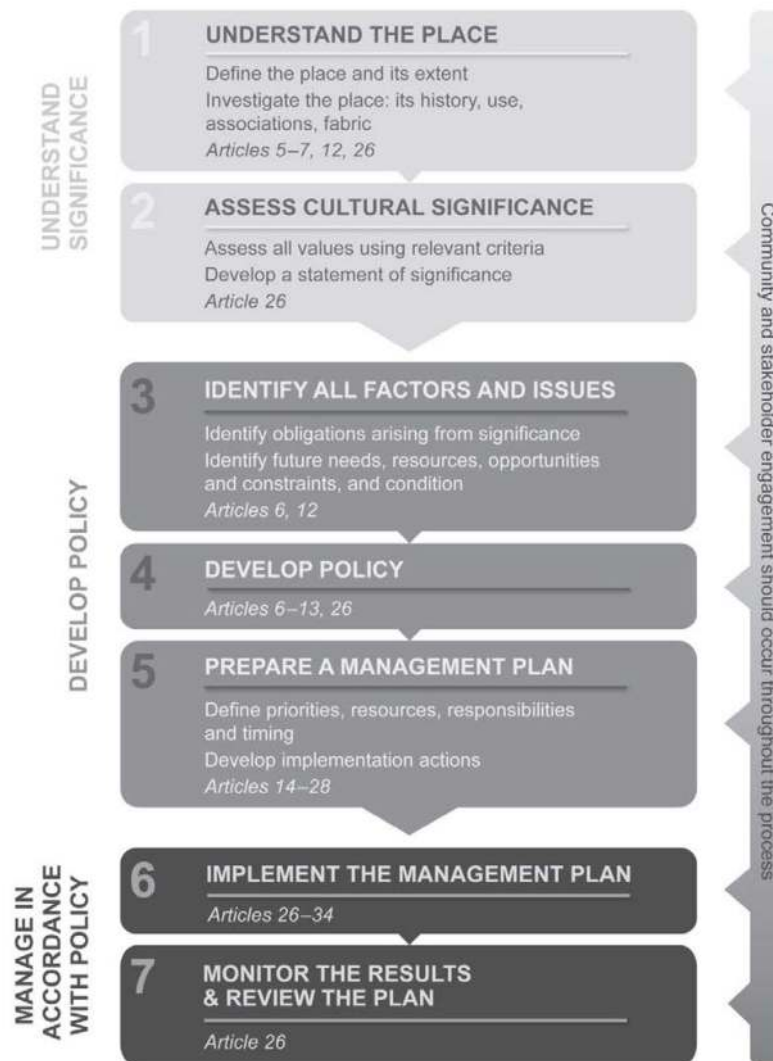 UNDERSTAND
SIGNIFICANCE
1
UNDERSTAND THE PLACE
Define the place and its extent
Investigate the place: its history, use,
associations, fabric
Articles 5–7, 12, 26
2
ASSESS CULTURAL SIGNIFICANCE
Assess all values using relevant criteria
Develop a statement of significance
Article 26
DEVELOP POLICY
3
IDENTIFY ALL FACTORS AND ISSUES
Identify obligations arising from significance
Identify future needs, resources, opportunities
and constraints, and condition
Articles 6, 12
4
DEVELOP POLICY
Articles 6–13, 26
5
PREPARE A MANAGEMENT PLAN
Define priorities, resources, responsibilities
and timing
Develop implementation actions
Articles 14–28
MANAGE IN
ACCORDANCE
WITH POLICY
6
IMPLEMENT THE MANAGEMENT PLAN
Articles 26–34
7
MONITOR THE RESULTS
& REVIEW THE PLAN
Article 26
Community and stakeholder engagement should occur throughout the process